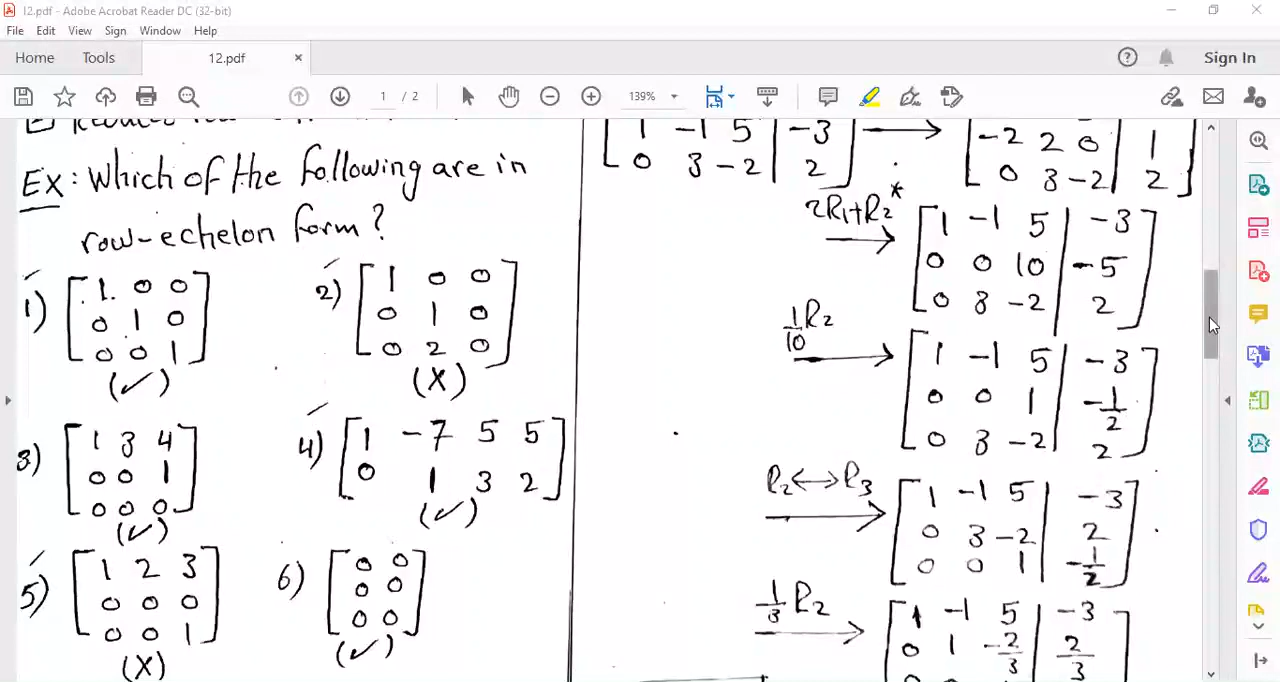 12.pdf - Adobe Acrobat Reader DC (32-bit)
File Edit View Sign Window Help
Home Tools 12.pdf × Sign In
1 / 2 139%
Ex: Which of the following are in
row-echelon form?
1) [1 0 0
0 1 0
0 0 1]
(✓)
2) [1 0 0
0 1 0
0 2 0]
(X)
3) [1 3 4
0 0 1
0 0 0]
(✓)
4) [1 -7 5 5
0 1 3 2]
(✓)
5) [1 2 3
0 0 0
0 0 1]
(X)
6) [0 0
0 0
0 0]
(✓)
[1 -1 5 | -3
0 3 -2 | 2] →
[-2 2 0 | 1
0 3 -2 | 2]
2R1+R2* →
[1 -1 5 | -3
0 0 10 | -5
0 3 -2 | 2]
1/10 R2 →
[1 -1 5 | -3
0 0 1 | -1/2
0 3 -2 | 2]
R2↔R3 →
[1 -1 5 | -3
0 3 -2 | 2
0 0 1 | -1/2]
1/3 R2 →
[1 -1 5 | -3
0 1 -2/3 | 2/3